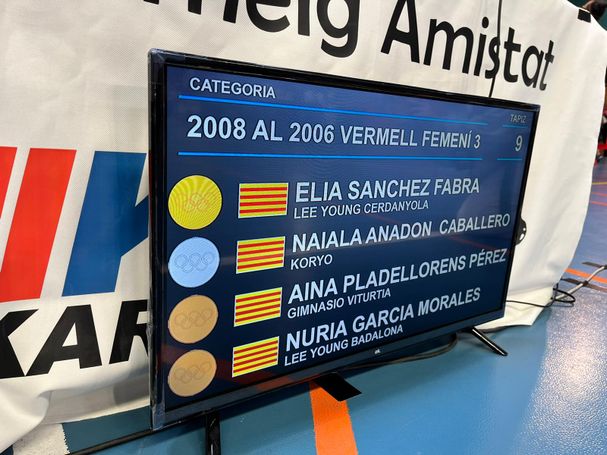 Amistat
CATEGORIA
TAPIZ
2008 AL 2006 VERMELL FEMENÍ 3
9
ELIA SANCHEZ FABRA
LEE YOUNG CERDANYOLA
NAIALA ANADON CABALLERO
KORYO
AINA PLADELLORENS PÉREZ
GIMNASIO VITURTIA
NURIA GARCIA MORALES
LEE YOUNG BADALONA
KAR